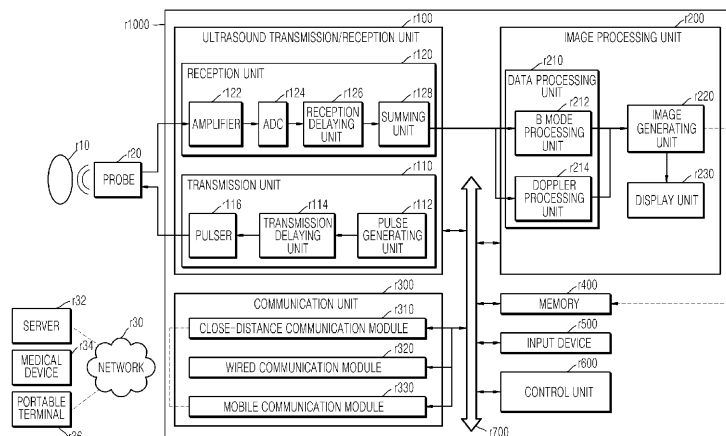 r1000
r100
ULTRASOUND TRANSMISSION/RECEPTION UNIT
r120
RECEPTION UNIT
r122
AMPLIFIER
r124
ADC
r126
RECEPTION
DELAYING
UNIT
r128
SUMMING
UNIT
r10
r20
PROBE
r110
TRANSMISSION UNIT
r116
PULSER
r114
TRANSMISSION
DELAYING
UNIT
r112
PULSE
GENERATING
UNIT
r200
IMAGE PROCESSING UNIT
r210
DATA PROCESSING
UNIT
r212
B MODE
PROCESSING
UNIT
r214
DOPPLER
PROCESSING
UNIT
r220
IMAGE
GENERATING
UNIT
r230
DISPLAY UNIT
r300
COMMUNICATION UNIT
r310
CLOSE-DISTANCE COMMUNICATION MODULE
r320
WIRED COMMUNICATION MODULE
r330
MOBILE COMMUNICATION MODULE
r400
MEMORY
r500
INPUT DEVICE
r600
CONTROL UNIT
r700
r32
SERVER
r34
MEDICAL
DEVICE
PORTABLE
TERMINAL
r36
r30
NETWORK